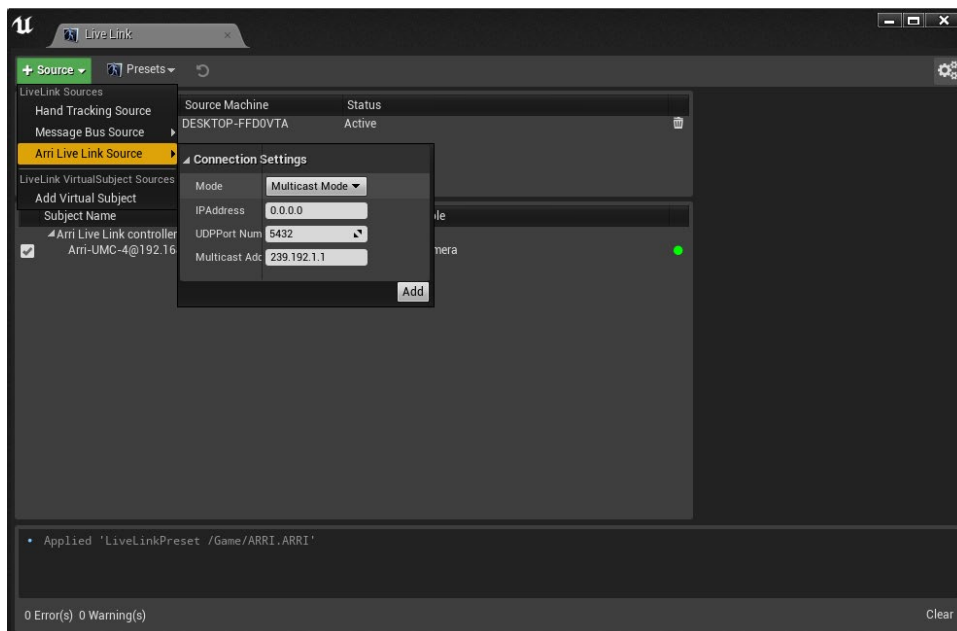 Live Link
+ Source
Presets
LiveLink Sources
Hand Tracking Source
Message Bus Source
Arri Live Link Source
LiveLink VirtualSubject Sources
Add Virtual Subject
Source Machine Status
DESKTOP-FFD0VTA Active
Connection Settings
Mode Multicast Mode
IPAddress 0.0.0.0
UDPPort Num 5432
Multicast Adc 239.192.1.1
Add
Subject Name
Arri Live Link controller
Arri-UMC-4@192.16
mera
• Applied 'LiveLinkPreset /Game/ARRI.ARRI'
0 Error(s) 0 Warning(s)
Clear